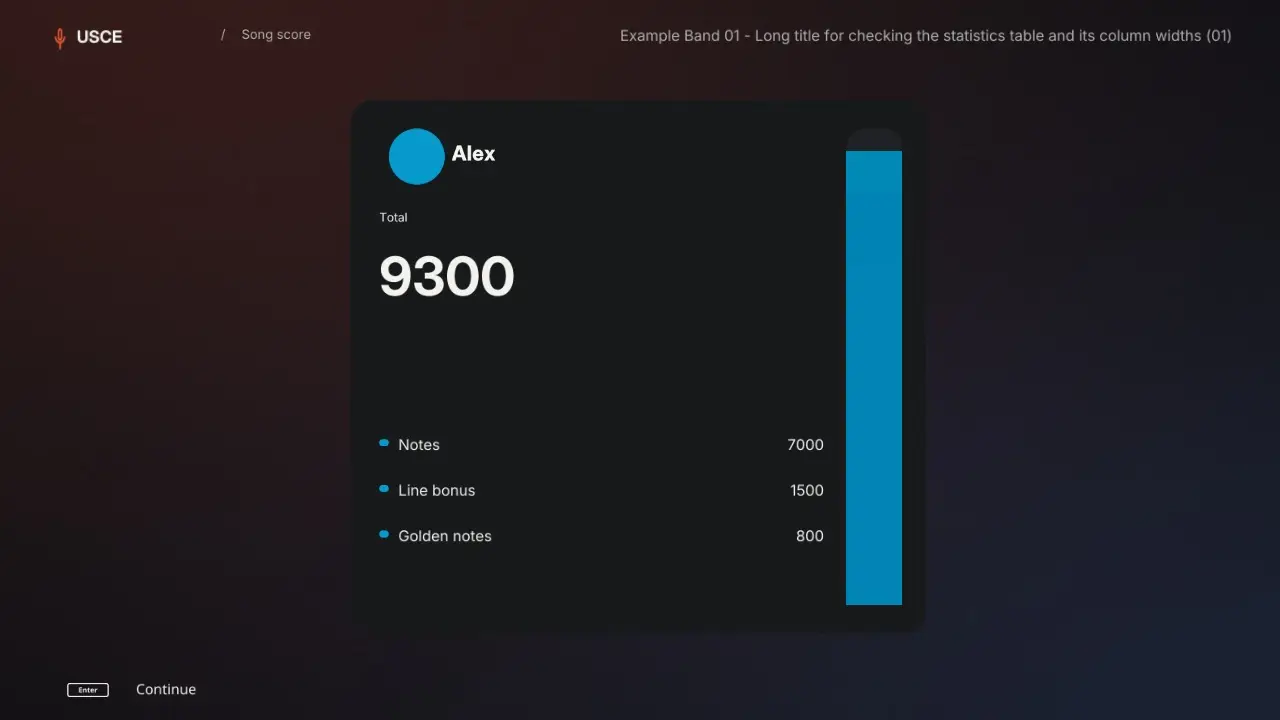 USCE
/ Song score
Example Band 01 - Long title for checking the statistics table and its column widths (01)
Alex
Total
9300
Notes 7000
Line bonus 1500
Golden notes 800
Enter Continue